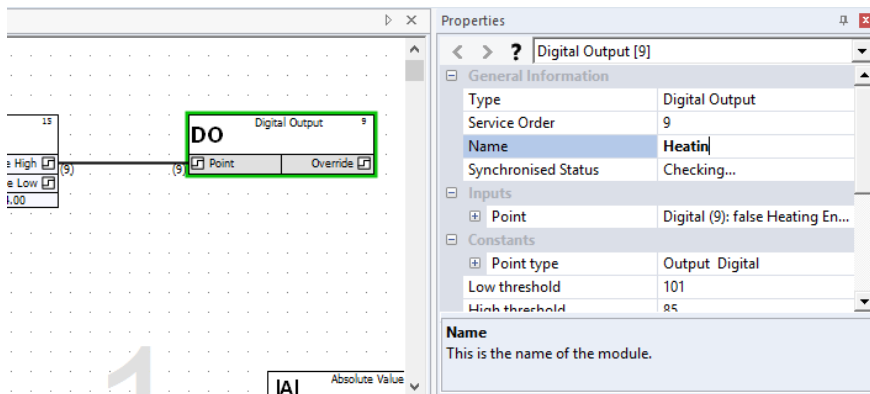 Properties
? Digital Output [9]
General Information
Type Digital Output
Service Order 9
Name Heatin
Synchronised Status Checking...
Inputs
Point Digital (9): false Heating En...
Constants
Point type Output Digital
Low threshold 101
High threshold 85
Name
This is the name of the module.
15
e High (9)
e Low
4.00
Digital Output 9
DO
(9) Point Override
1
Absolute Value
|A|